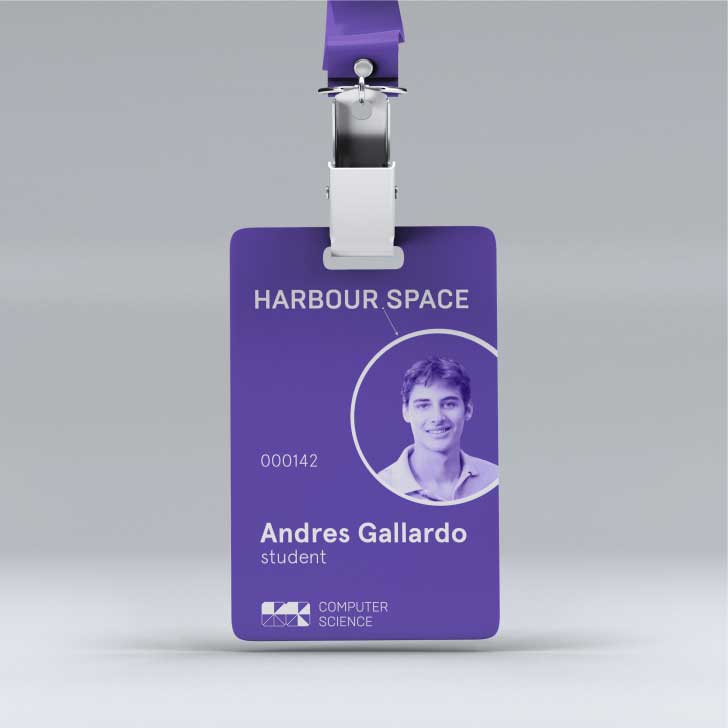 HARBOUR.SPACE
000142
Andres Gallardo
student
COMPUTER
SCIENCE